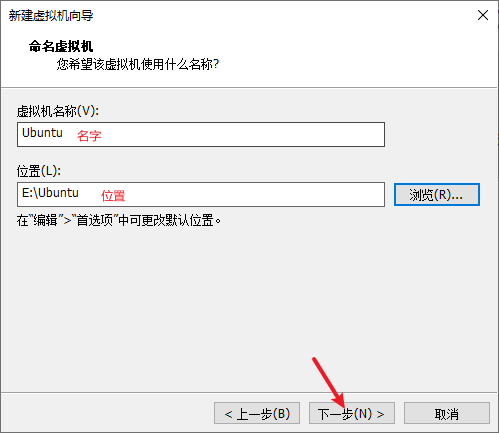 新建虚拟机向导
命名虚拟机
您希望该虚拟机使用什么名称?
虚拟机名称(V):
Ubuntu 名字
位置(L):
E:\Ubuntu 位置
浏览(R)...
在“编辑”>“首选项”中可更改默认位置。
< 上一步(B) 下一步(N) > 取消